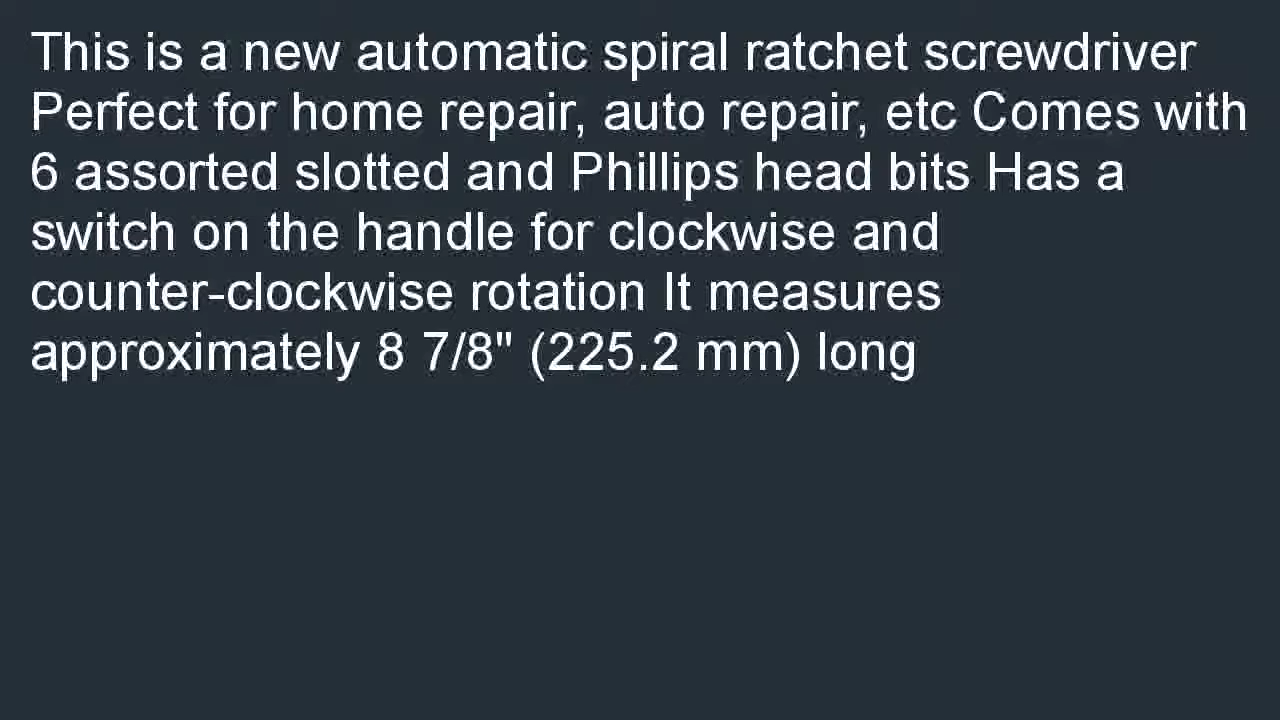 This is a new automatic spiral ratchet screwdriver
Perfect for home repair, auto repair, etc Comes with
6 assorted slotted and Phillips head bits Has a
switch on the handle for clockwise and
counter-clockwise rotation It measures
approximately 8 7/8" (225.2 mm) long